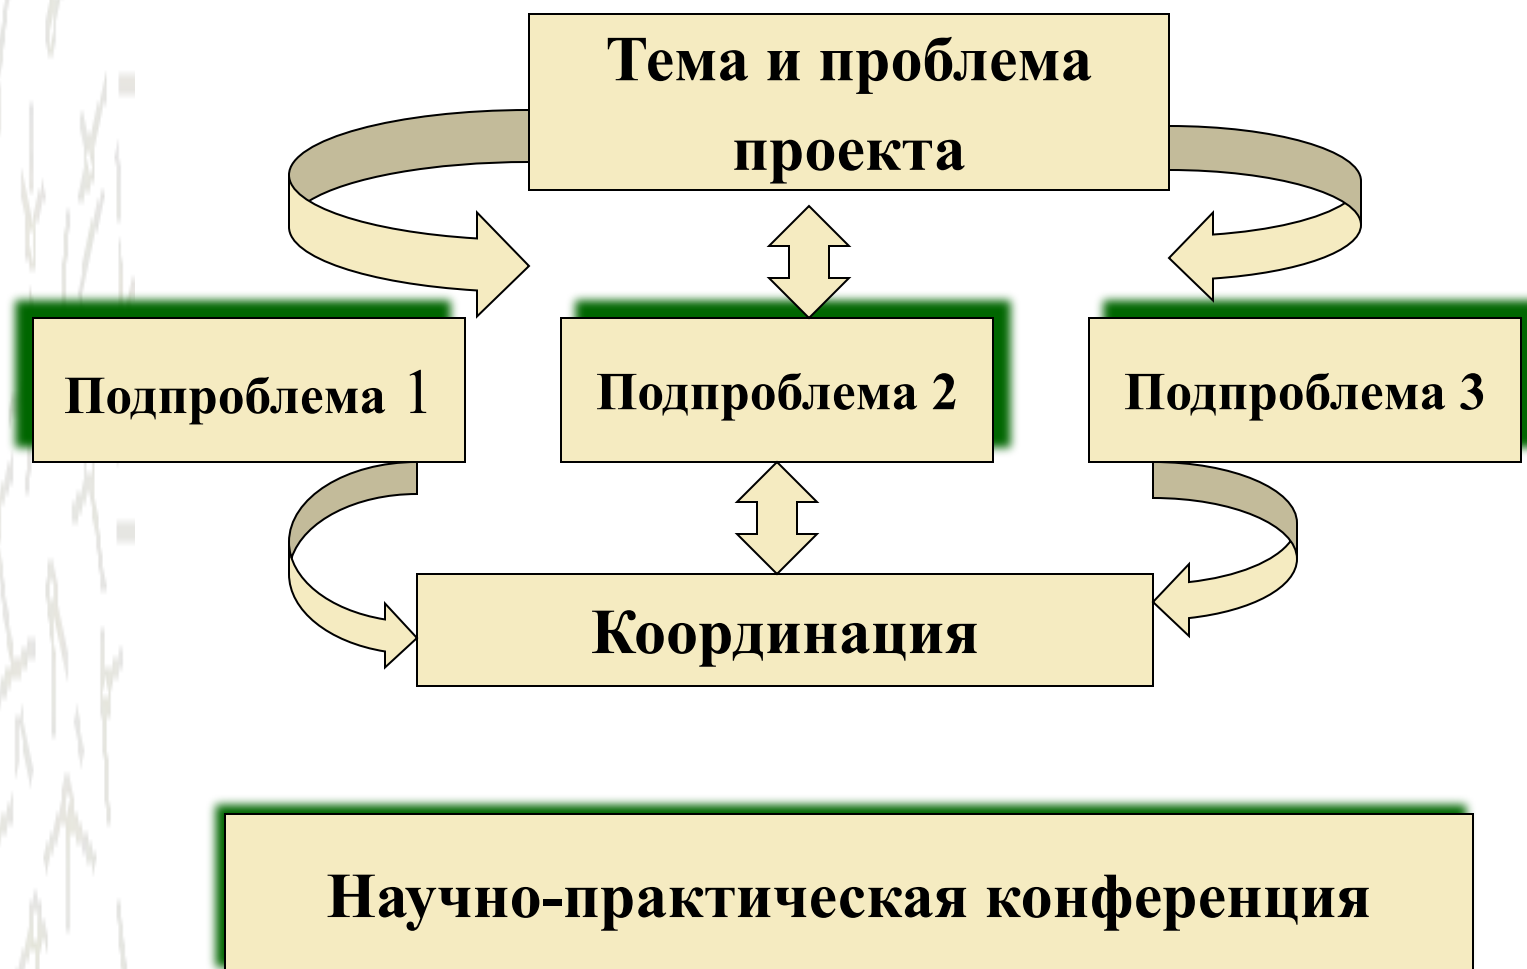 Тема и проблема
проекта
Подпроблема 1
Подпроблема 2
Подпроблема 3
Координация
Научно-практическая конференция